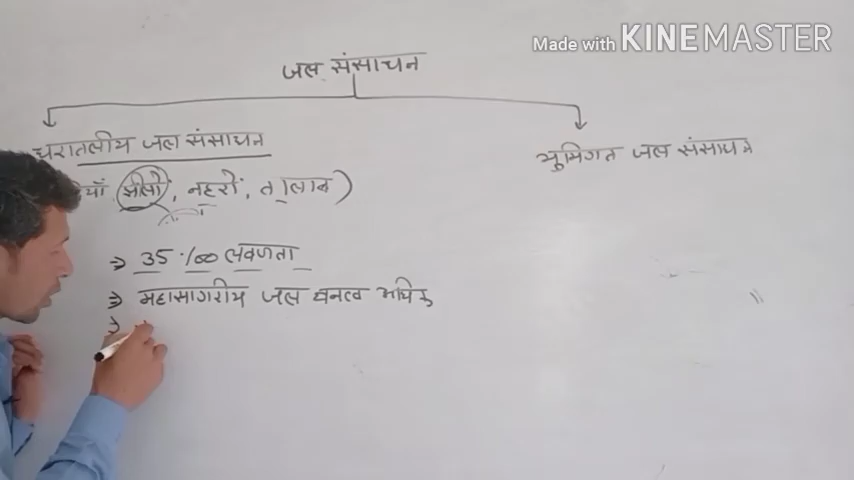 Made with KINEMASTER
जल संसाधन
धरातलीय जल संसाधन
भूमिगत जल संसाधन
झीलों, नहरों, तालाब)
⇒ 35 ‰ लवणता
⇒ महासागरीय जल घनत्व अधिक